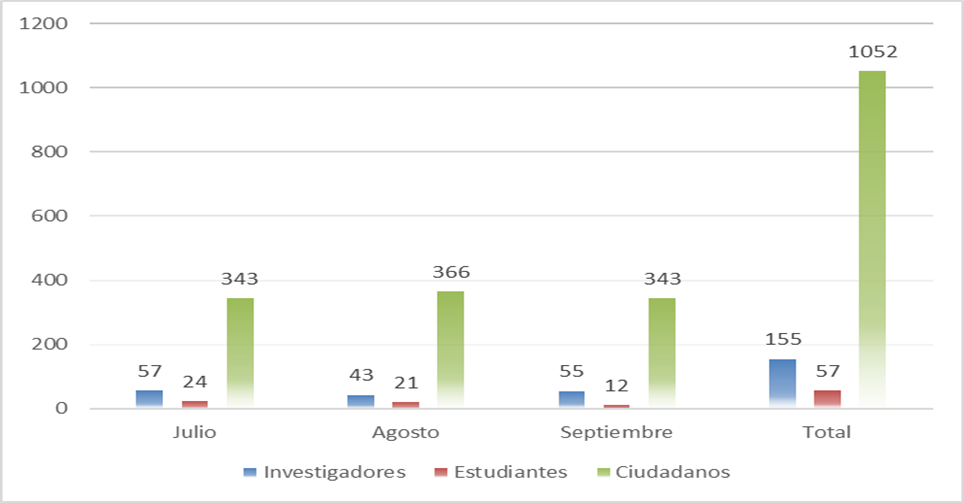 1200
1052
1000
800
600
400
343
366
343
200
155
57
24
43
21
55
12
57
0
Julio
Agosto
Septiembre
Total
Investigadores
Estudiantes
Ciudadanos